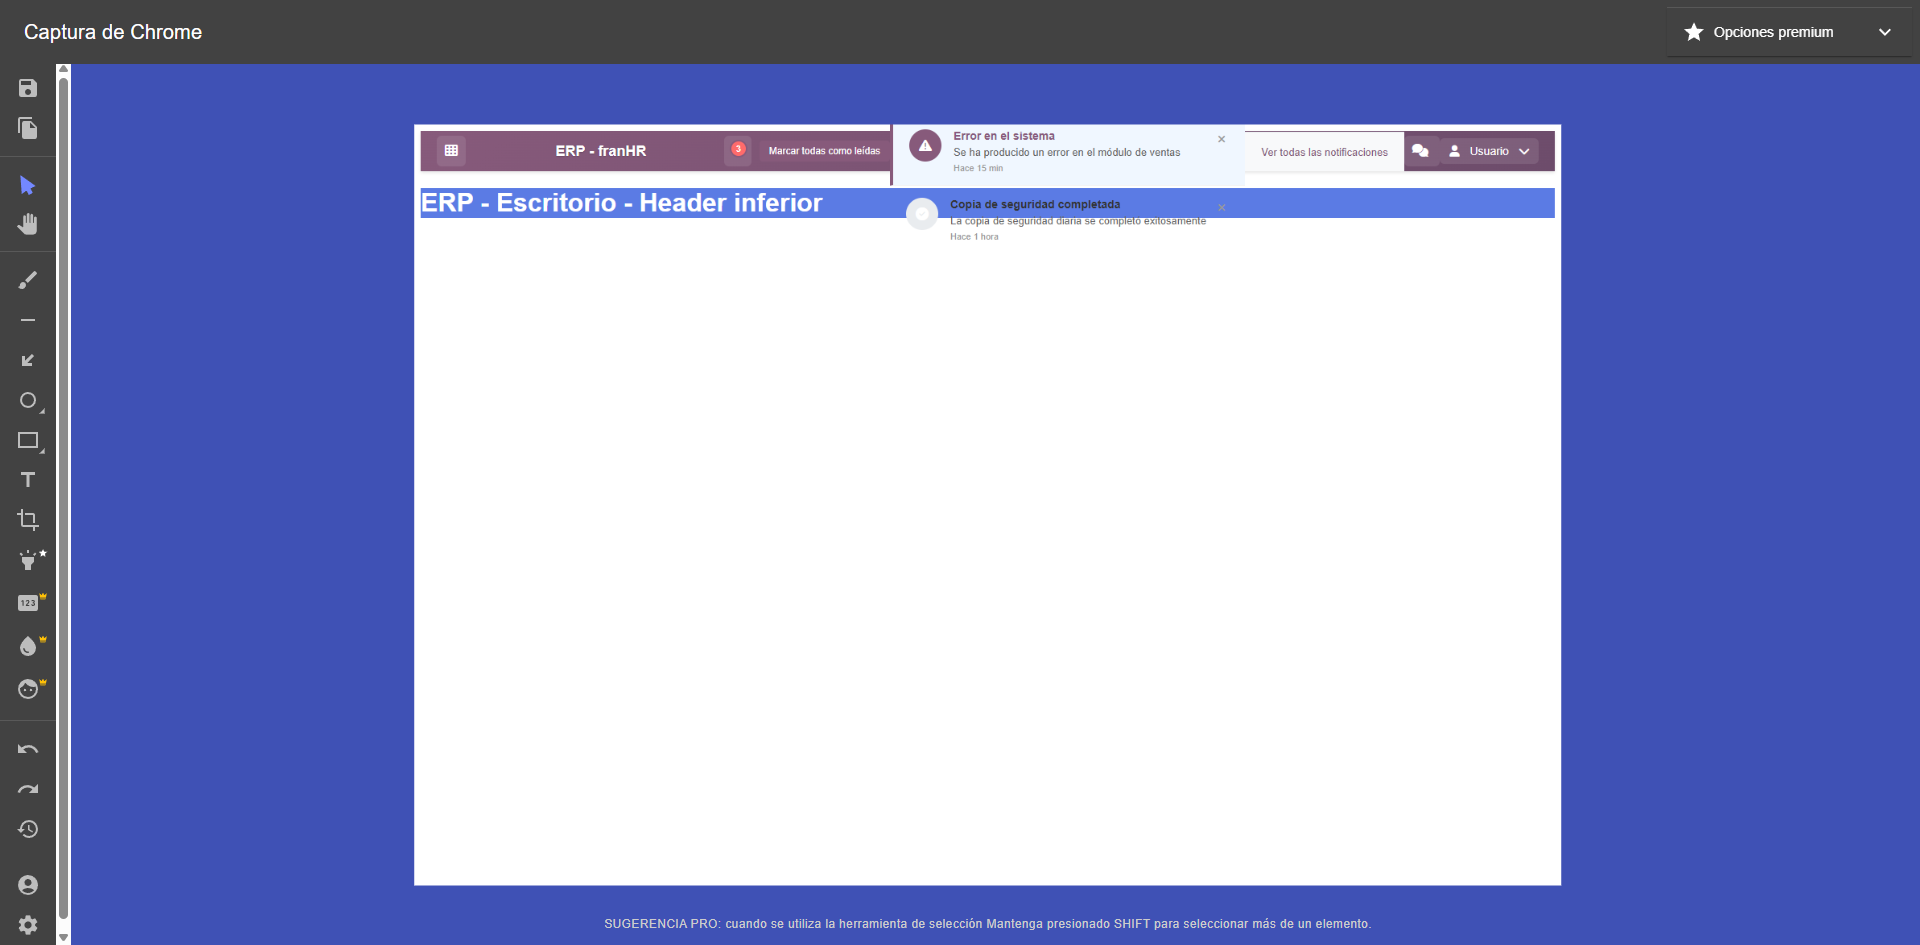 Captura de Chrome
Opciones premium
ERP - franHR
3
Marcar todas como leídas
Error en el sistema
Se ha producido un error en el módulo de ventas
Hace 15 min
Ver todas las notificaciones
Usuario
ERP - Escritorio - Header inferior
Copia de seguridad completada
La copia de seguridad diaria se completó exitosamente
Hace 1 hora
T
123
SUGERENCIA PRO: cuando se utiliza la herramienta de selección Mantenga presionado SHIFT para seleccionar más de un elemento.